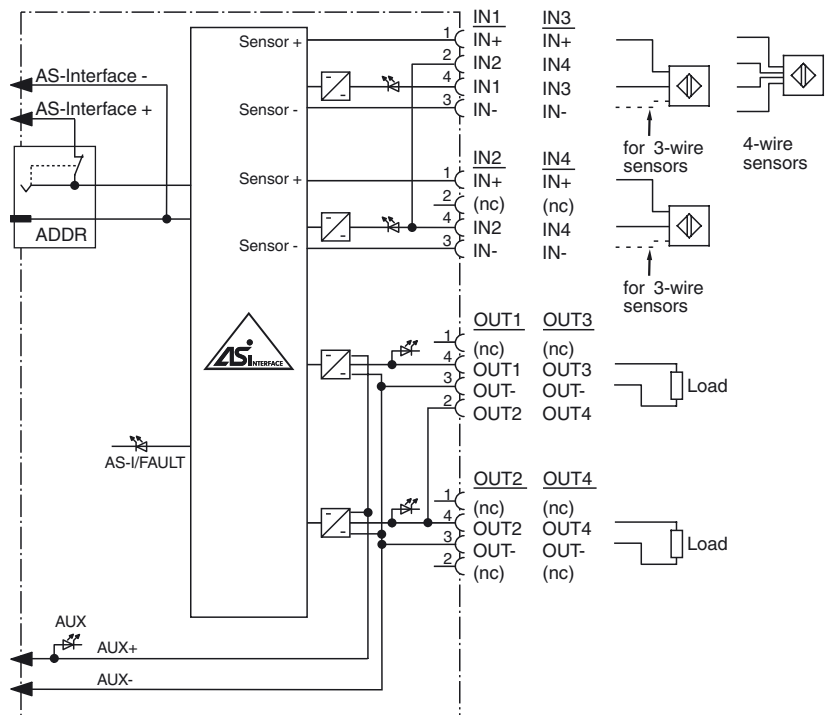 IN1 IN3
Sensor + 1 IN+ IN+
2 IN2 IN4
AS-Interface - 4 IN1 IN3
AS-Interface + Sensor - 3 IN- IN-
for 3-wire sensors
4-wire sensors
IN2 IN4
Sensor + 1 IN+ IN+
2 (nc) (nc)
ADDR 4 IN2 IN4
Sensor - 3 IN- IN-
for 3-wire sensors
OUT1 OUT3
1 (nc) (nc)
ASi INTERFACE 4 OUT1 OUT3
3 OUT- OUT- Load
2 OUT2 OUT4
AS-I/FAULT
OUT2 OUT4
1 (nc) (nc)
4 OUT2 OUT4
3 OUT- OUT- Load
2 (nc) (nc)
AUX
AUX+
AUX-